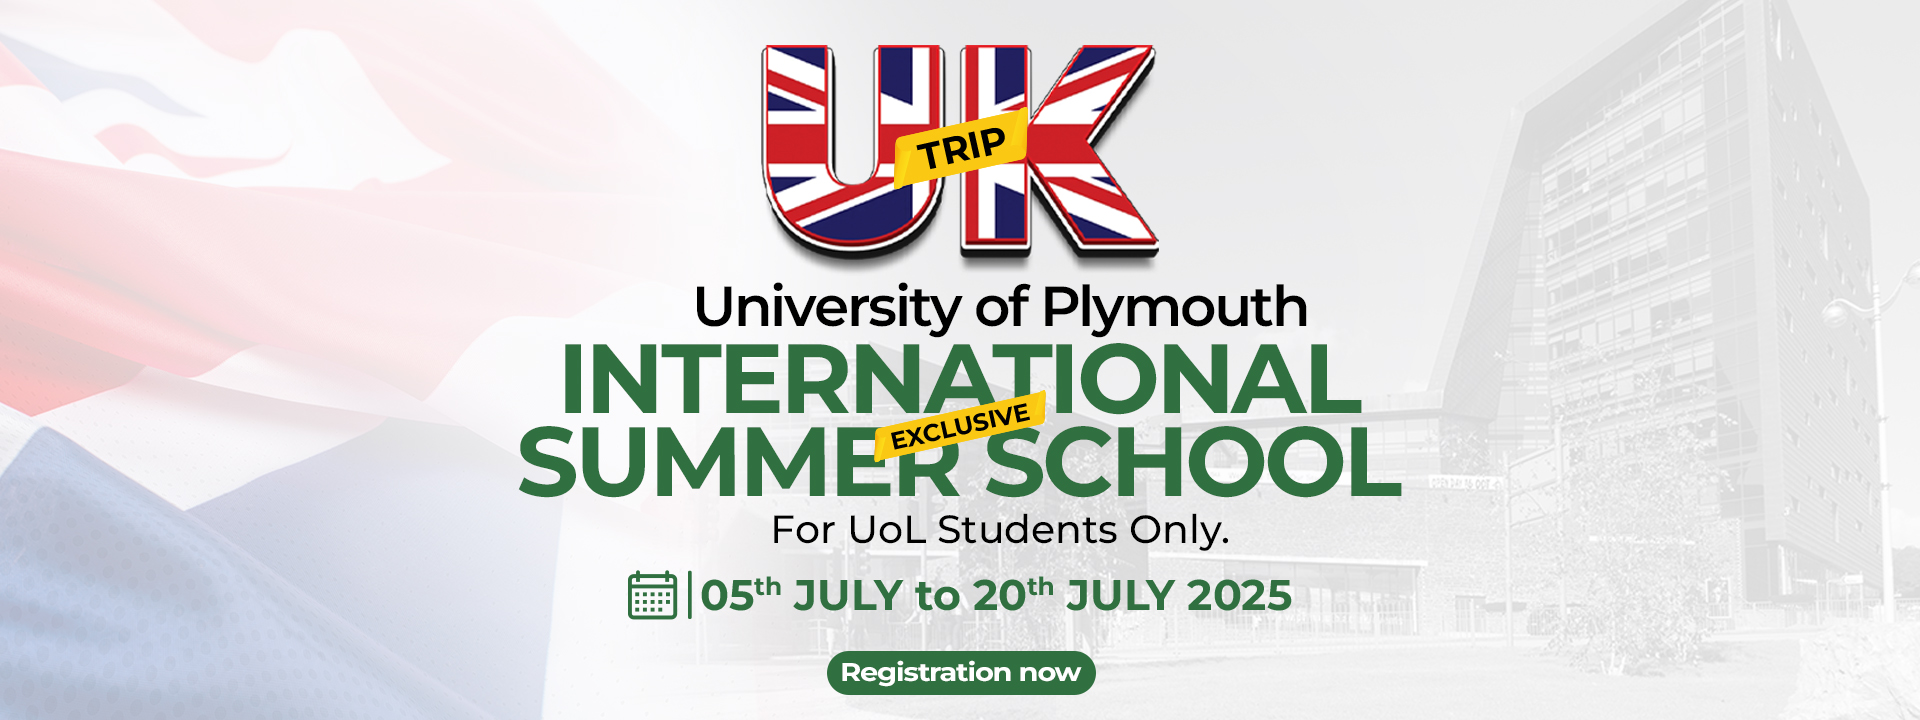 UK
TRIP
University of Plymouth
INTERNATIONAL
EXCLUSIVE
SUMMER SCHOOL
For UoL Students Only.
05th JULY to 20th JULY 2025
Registration now